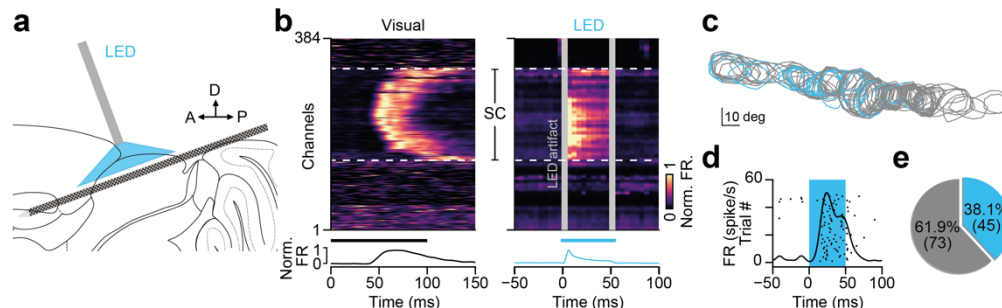 a
LED
D
A
P
b
Visual
LED
384
Channels
1
SC
LED artifact
0 1
Norm. FR.
Norm.
FR
1
0
0 50 100 150
Time (ms)
−50 0 50 100
Time (ms)
c
10 deg
d
FR (spike/s)
Trial #
60
0
−50 0 50 100
Time (ms)
e
61.9%
(73)
38.1%
(45)